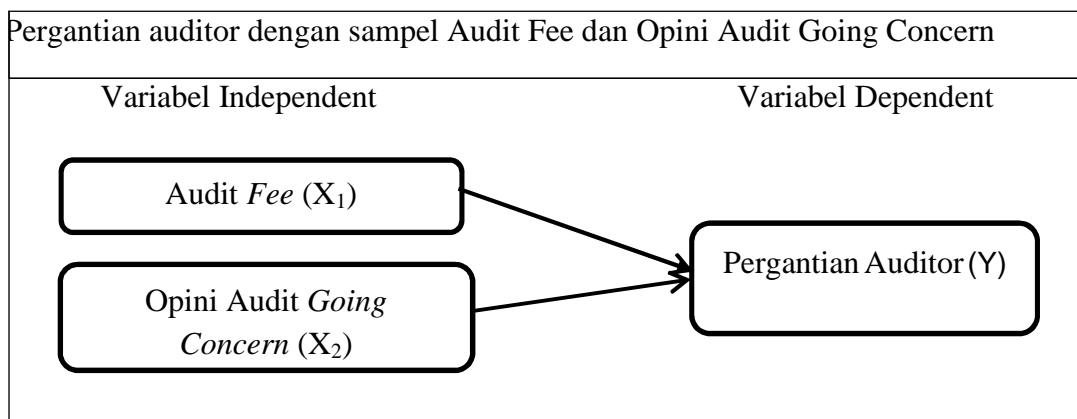 Pergantian auditor dengan sampel Audit Fee dan Opini Audit Going Concern
Variabel Independent
Variabel Dependent
Audit Fee (X₁)
Opini Audit Going
Concern (X₂)
Pergantian Auditor (Y)